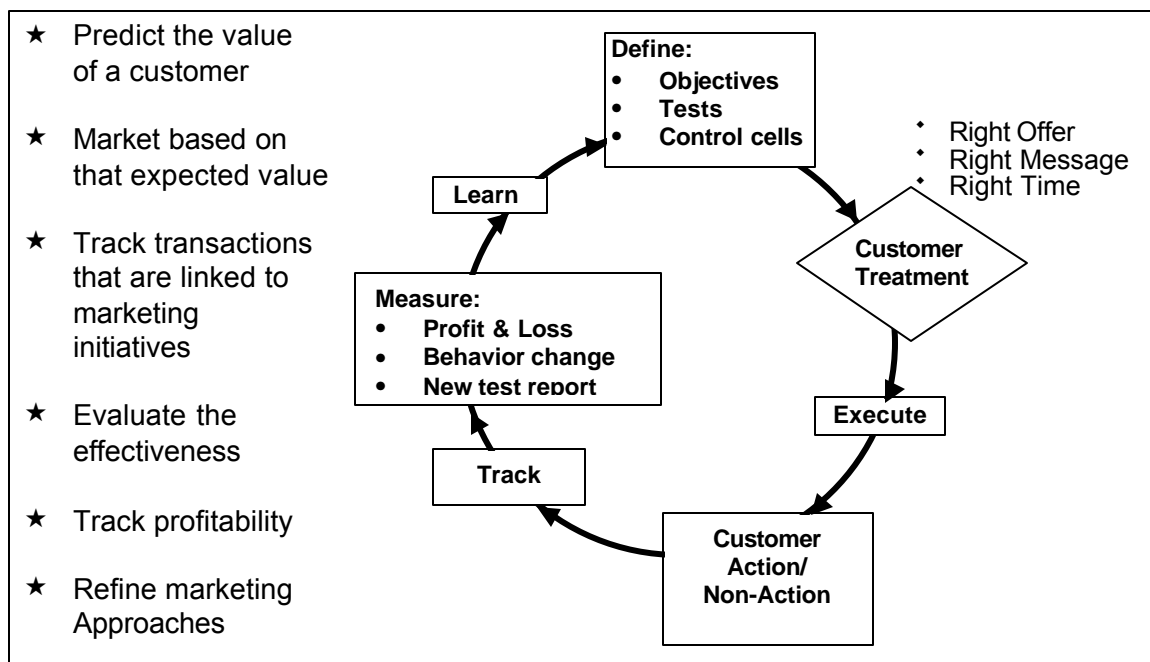 ★ Predict the value
of a customer
★ Market based on
that expected value
★ Track transactions
that are linked to
marketing
initiatives
★ Evaluate the
effectiveness
★ Track profitability
★ Refine marketing
Approaches
Define:
• Objectives
• Tests
• Control cells
◆ Right Offer
◆ Right Message
◆ Right Time
Customer
Treatment
Execute
Customer
Action/
Non-Action
Track
Measure:
• Profit & Loss
• Behavior change
• New test report
Learn